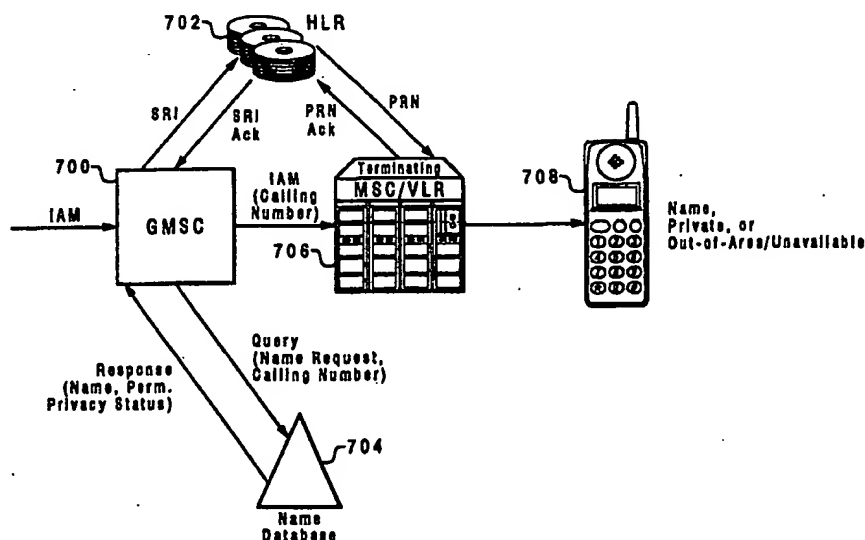 702
HLR
SRI
SRI
Ack
PRN
Ack
PRN
700
GMSC
IAM
IAM
(Calling
Number)
Terminating
MSC/VLR
706
708
Name,
Private, or
Out-of-Area/Unavailable
Response
(Name, Perm.
Privacy Status)
Query
(Name Request,
Calling Number)
704
Name
Database